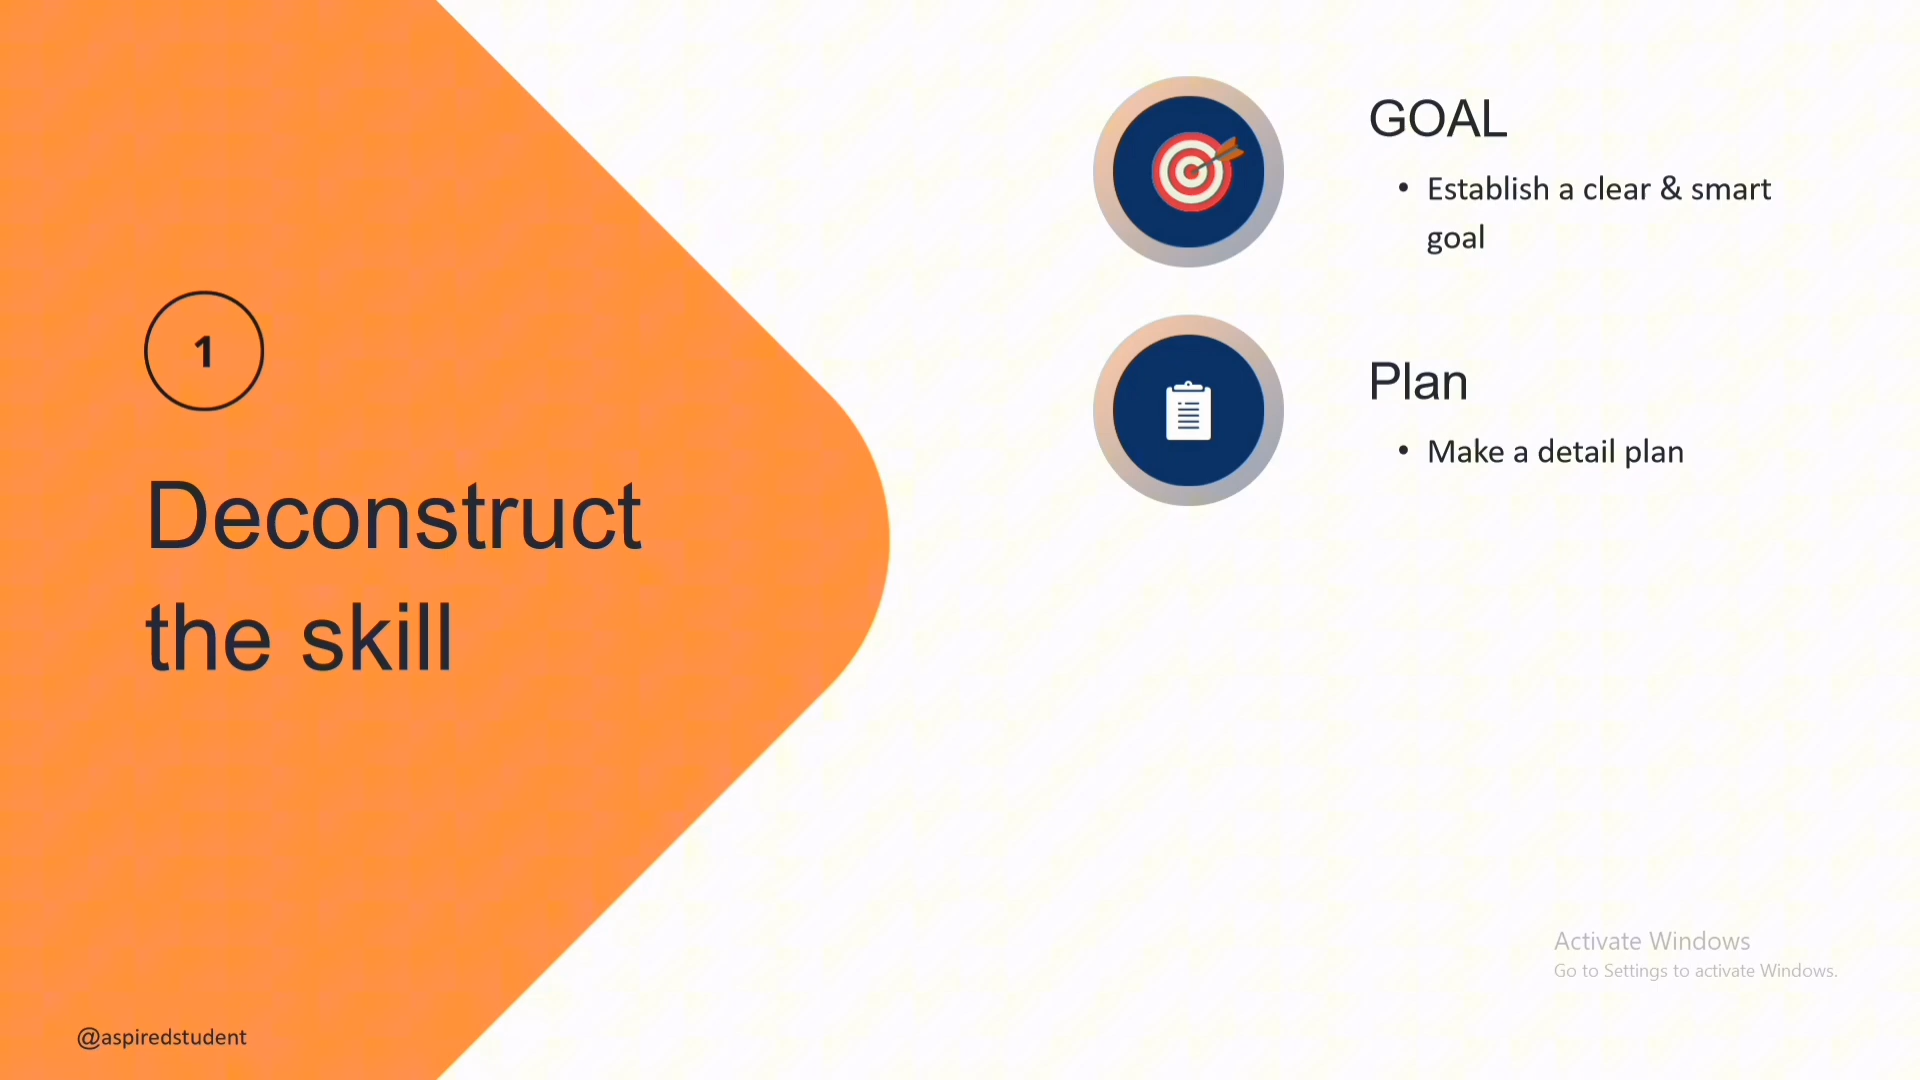 1
Deconstruct
the skill
GOAL
• Establish a clear & smart
goal
Plan
• Make a detail plan
Activate Windows
Go to Settings to activate Windows.
@aspiredstudent